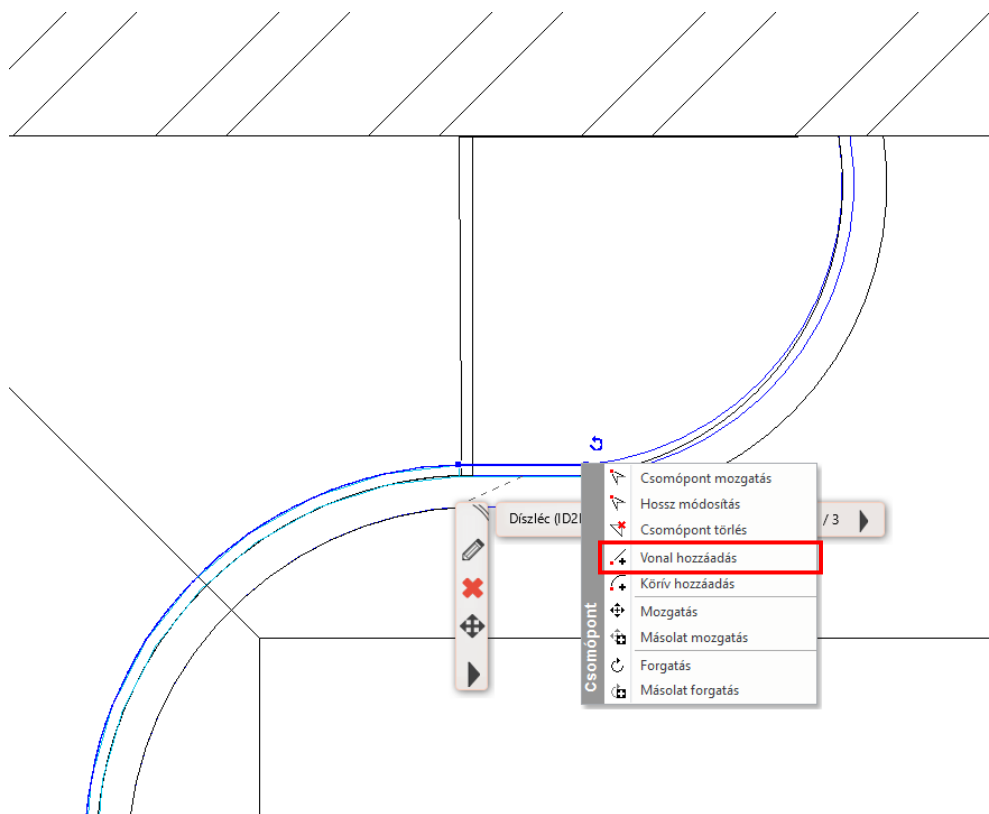 Csomópont mozgatás
Hossz módosítás
Díszléc (ID2
/ 3
Csomópont törlés
Vonal hozzáadás
Körív hozzáadás
Mozgatás
Másolat mozgatás
Forgatás
Másolat forgatás
Csomópont